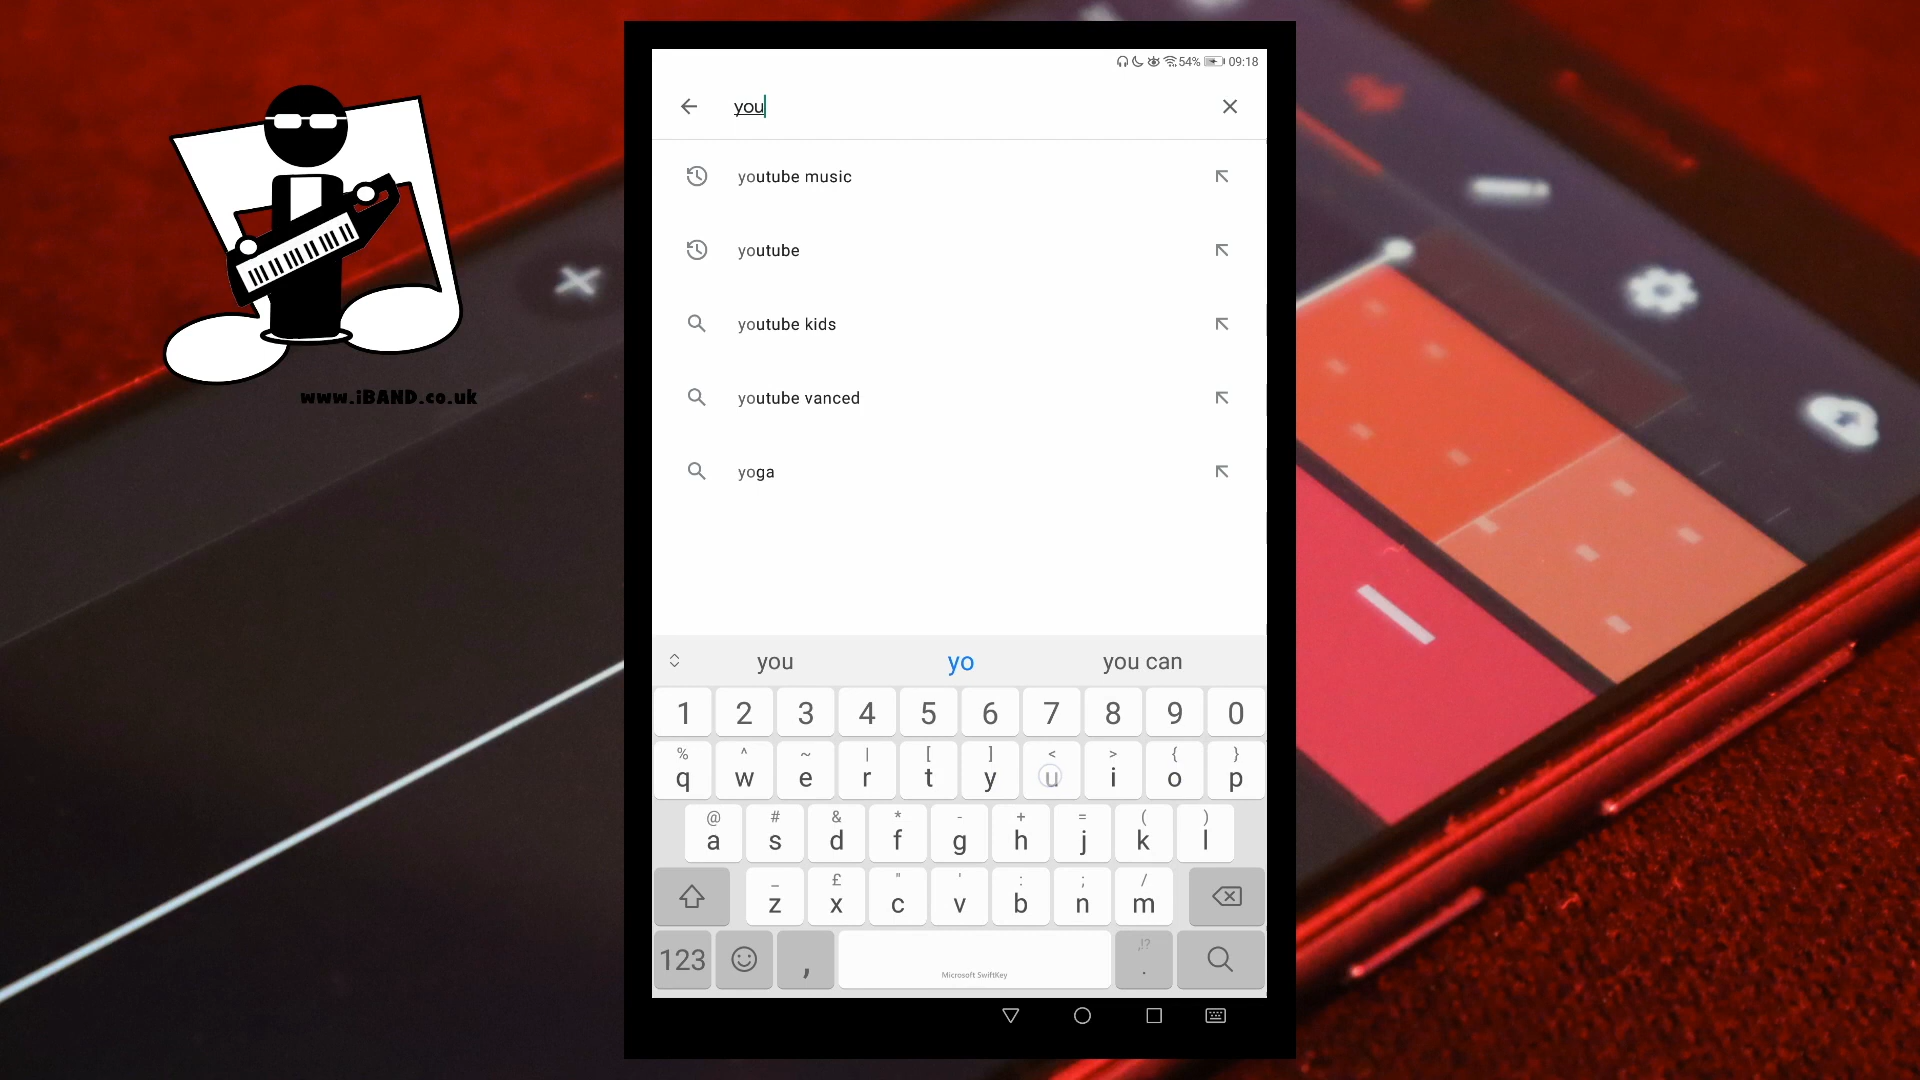 54% 09:18
you
youtube music
youtube
youtube kids
youtube vanced
yoga
www.iBAND.co.uk
you yo you can
1 2 3 4 5 6 7 8 9 0
% ^ ~ | [ ] < > { }
q w e r t y u i o p
@ # & * - + = ( )
a s d f g h j k l
_ £ " ' : ; /
z x c v b n m
,!?
123 , .
Microsoft SwiftKey